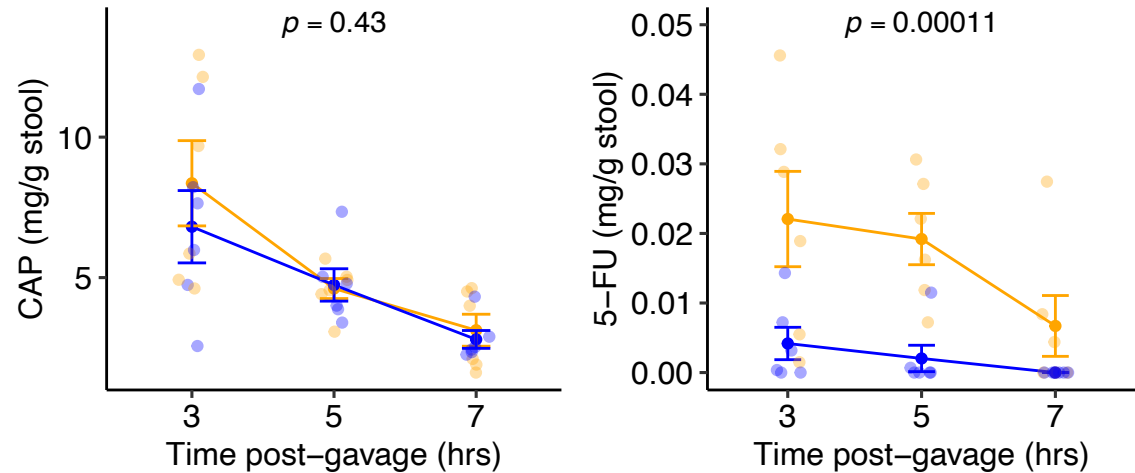 p = 0.43
CAP (mg/g stool)
10
5
3 5 7
Time post−gavage (hrs)
p = 0.00011
5−FU (mg/g stool)
0.05
0.04
0.03
0.02
0.01
0.00
3 5 7
Time post−gavage (hrs)